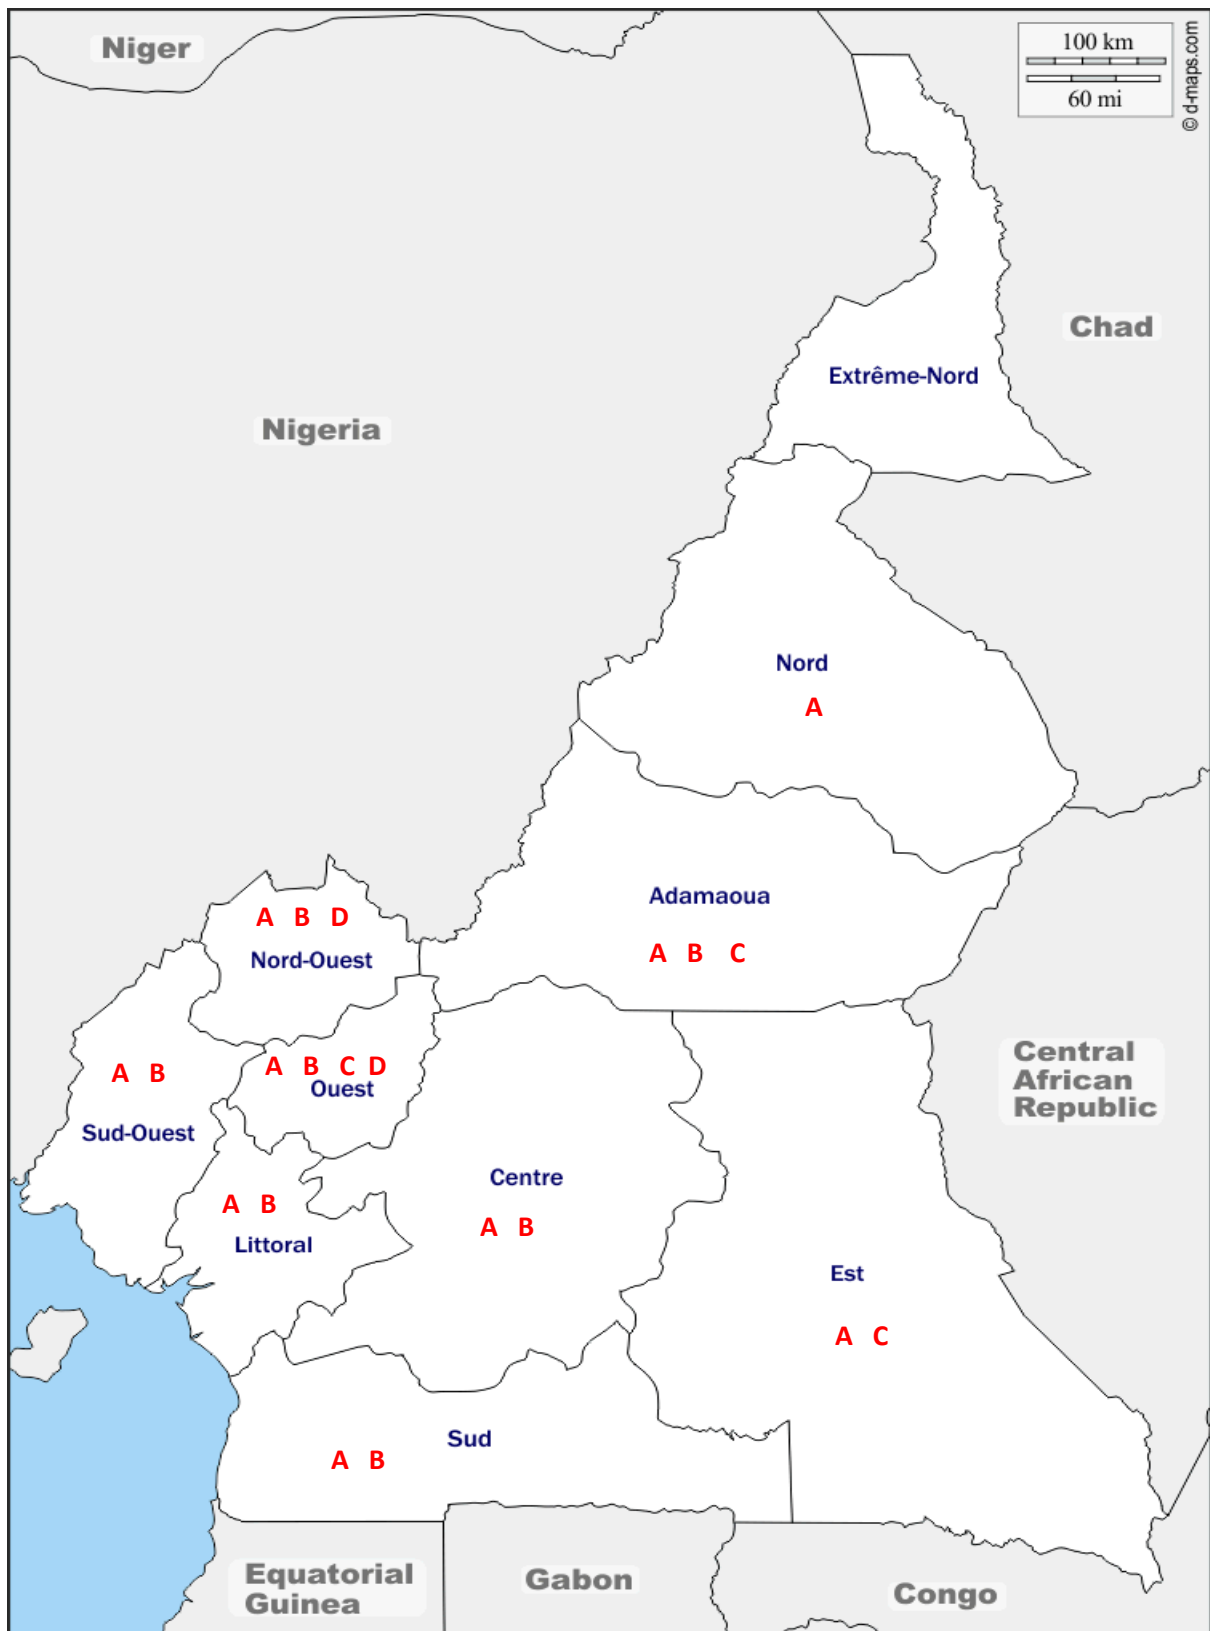 Niger
100 km
60 mi
© d-maps.com
Chad
Extrême-Nord
Nigeria
Nord
A
Adamaoua
A B C
A B D
Nord-Ouest
A B C D
Ouest
A B
Sud-Ouest
Central
African
Republic
Centre
A B
A B
Littoral
Est
A C
Sud
A B
Equatorial
Guinea
Gabon
Congo